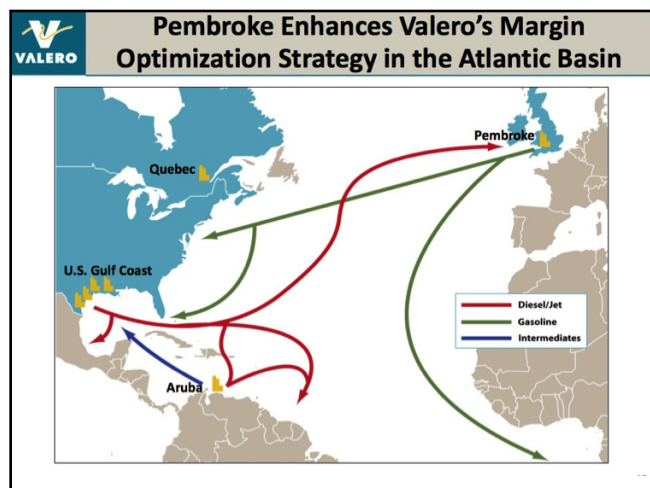 VALERO
Pembroke Enhances Valero's Margin
Optimization Strategy in the Atlantic Basin
Pembroke
Quebec
U.S. Gulf Coast
Diesel/Jet
Gasoline
Intermediates
Aruba